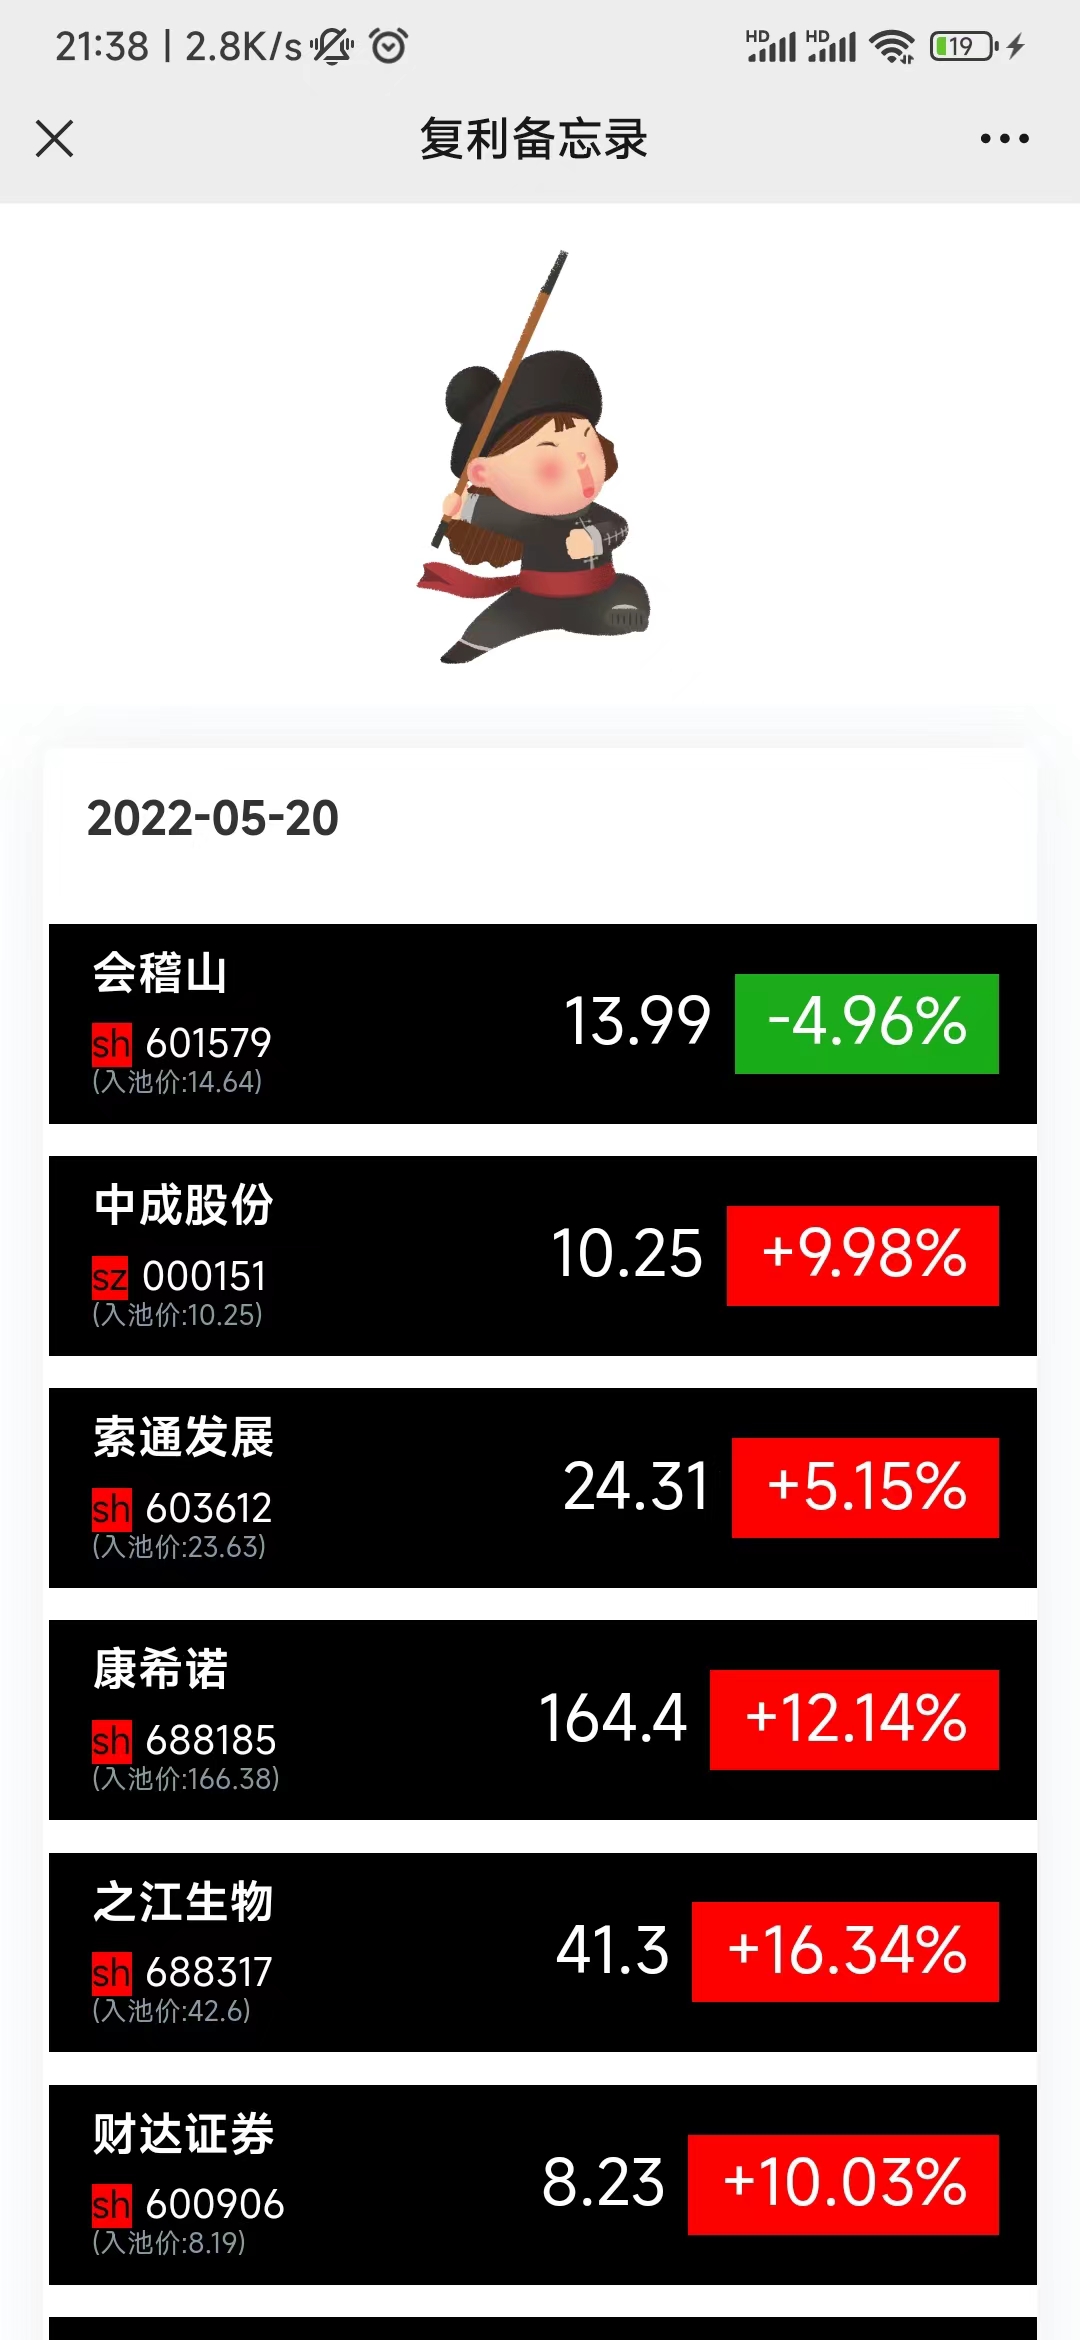 21:38 | 2.8K/s
HD HD 19
复利备忘录
2022-05-20
会稽山
13.99 -4.96%
sh 601579
(入池价:14.64)
中成股份
10.25 +9.98%
sz 000151
(入池价:10.25)
索通发展
24.31 +5.15%
sh 603612
(入池价:23.63)
康希诺
164.4 +12.14%
sh 688185
(入池价:166.38)
之江生物
41.3 +16.34%
sh 688317
(入池价:42.6)
财达证券
8.23 +10.03%
sh 600906
(入池价:8.19)